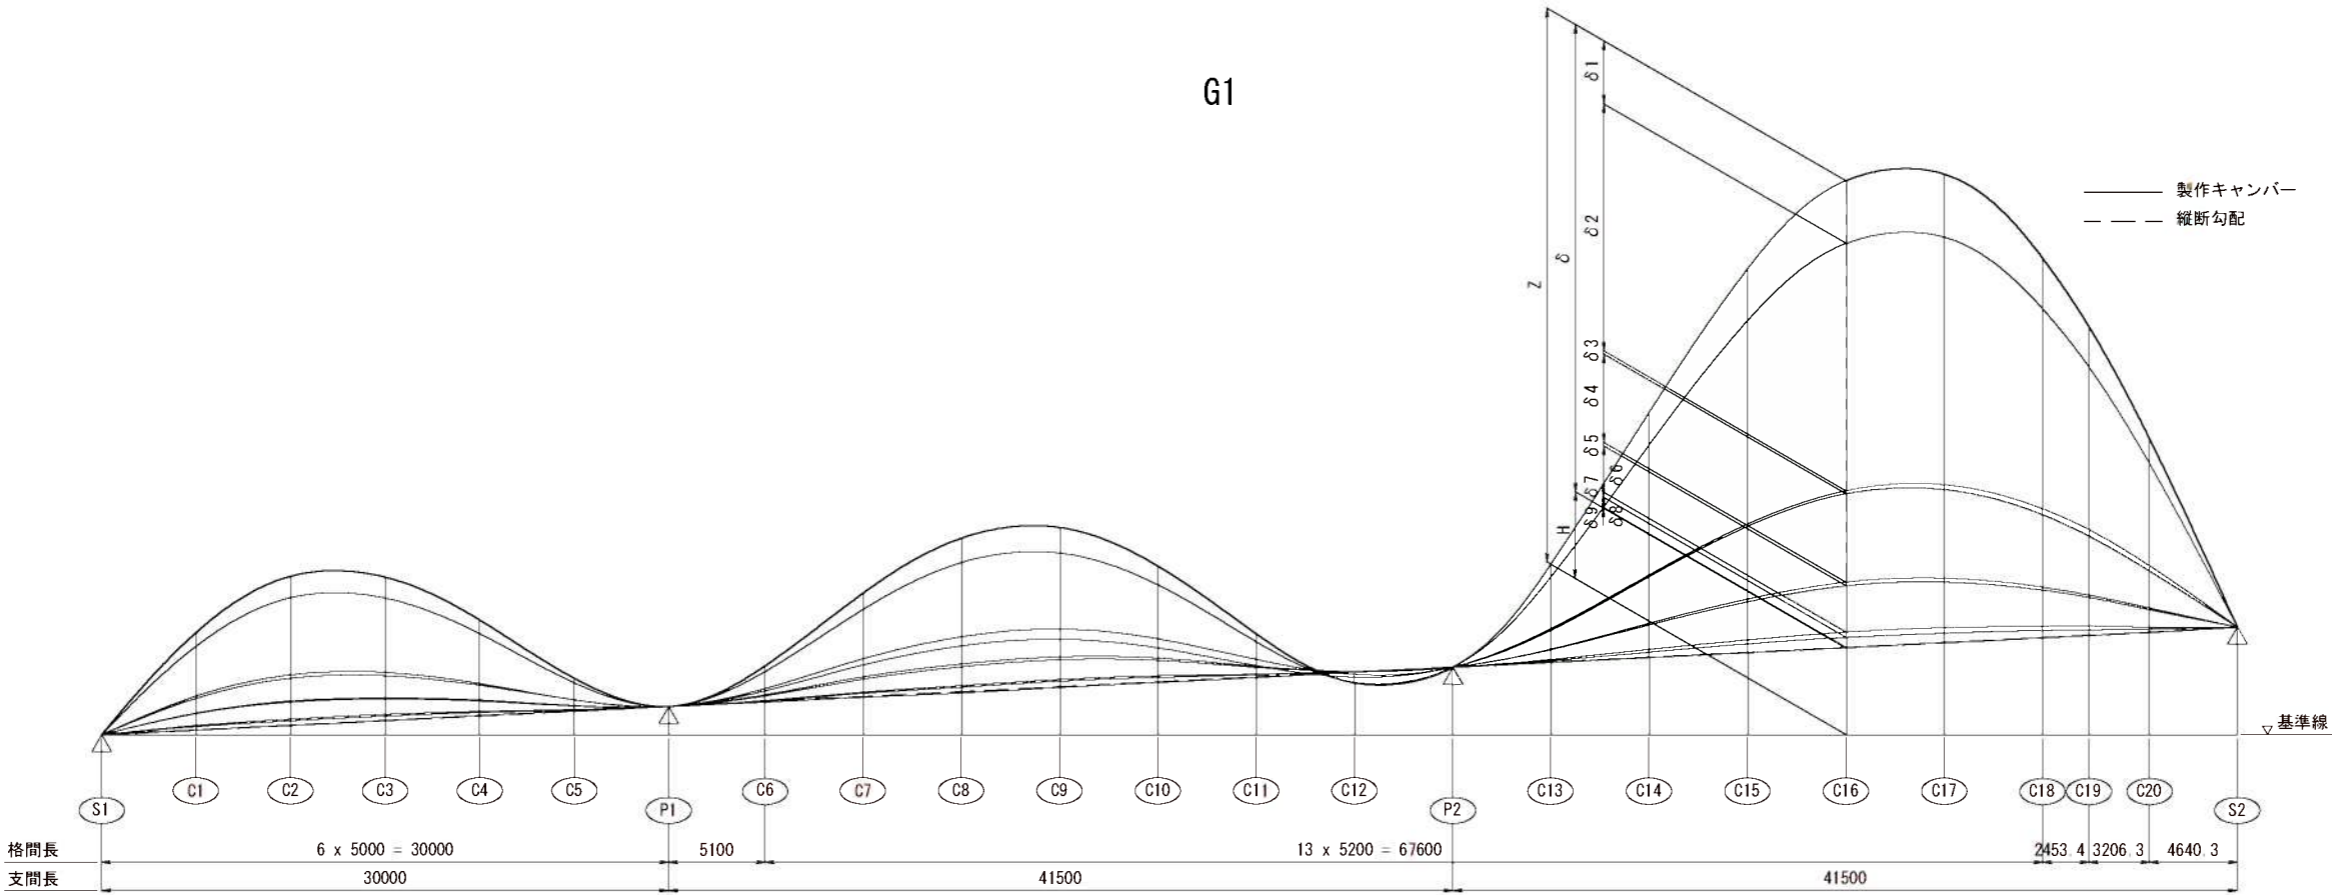 G1
製作キャンバー
縦断勾配
Z
δ
H
δ1
δ2
δ3
δ4
δ5
δ6
δ7
δ8
δ9
基準線
C1 C2 C3 C4 C5 C6 C7 C8 C9 C10 C11 C12 C13 C14 C15 C16 C17 C18 C19 C20
S1 P1 P2 S2
格間長 6 x 5000 = 30000 5100 13 x 5200 = 67600 2453.4 3206.3 4640.3
支間長 30000 41500 41500